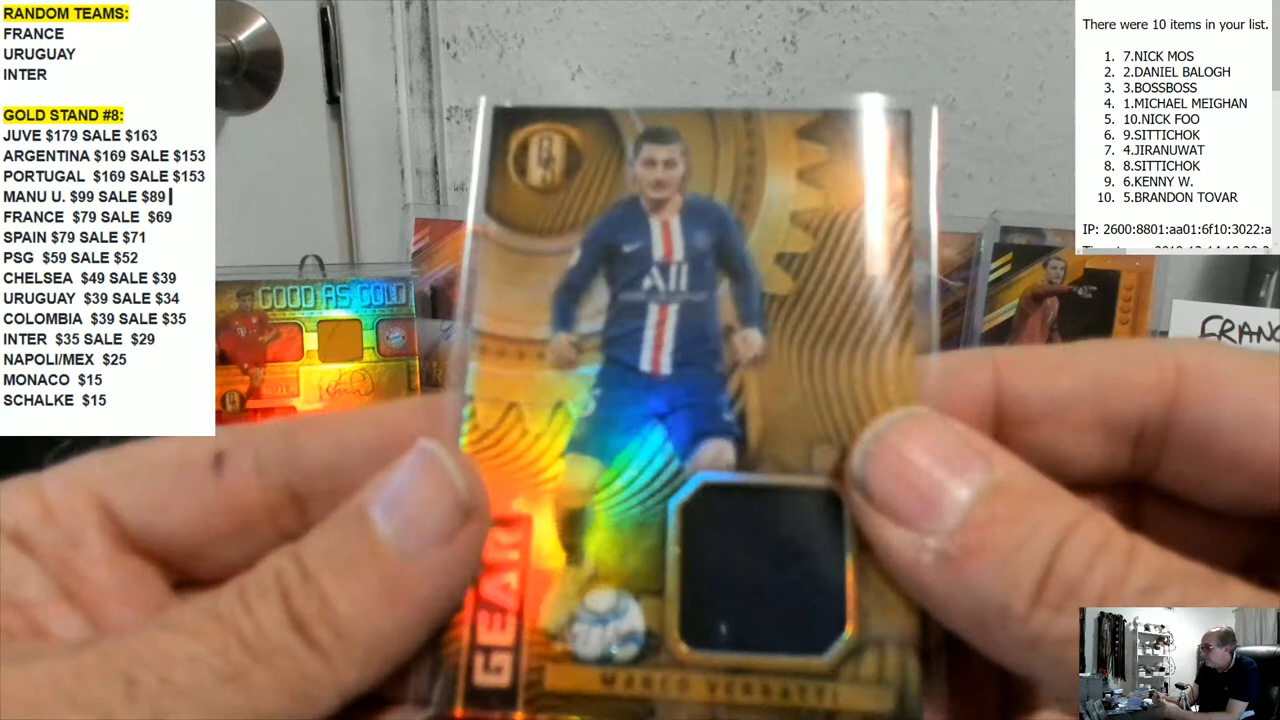 RANDOM TEAMS:
FRANCE
URUGUAY
INTER
GOLD STAND #8:
JUVE $179 SALE $163
ARGENTINA $169 SALE $153
PORTUGAL $169 SALE $153
MANU U. $99 SALE $89
FRANCE $79 SALE $69
SPAIN $79 SALE $71
PSG $59 SALE $52
CHELSEA $49 SALE $39
URUGUAY $39 SALE $34
COLOMBIA $39 SALE $35
INTER $35 SALE $29
NAPOLI/MEX $25
MONACO $15
SCHALKE $15
There were 10 items in your list.
1. 7.NICK MOS
2. 2.DANIEL BALOGH
3. 3.BOSSBOSS
4. 1.MICHAEL MEIGHAN
5. 10.NICK FOO
6. 9.SITTICHOK
7. 4.JIRANUWAT
8. 8.SITTICHOK
9. 6.KENNY W.
10. 5.BRANDON TOVAR
IP: 2600:8801:aa01:6f10:3022:a
GOOD AS GOLD
FRANC
All
GEAR
MARCO VERRATTI